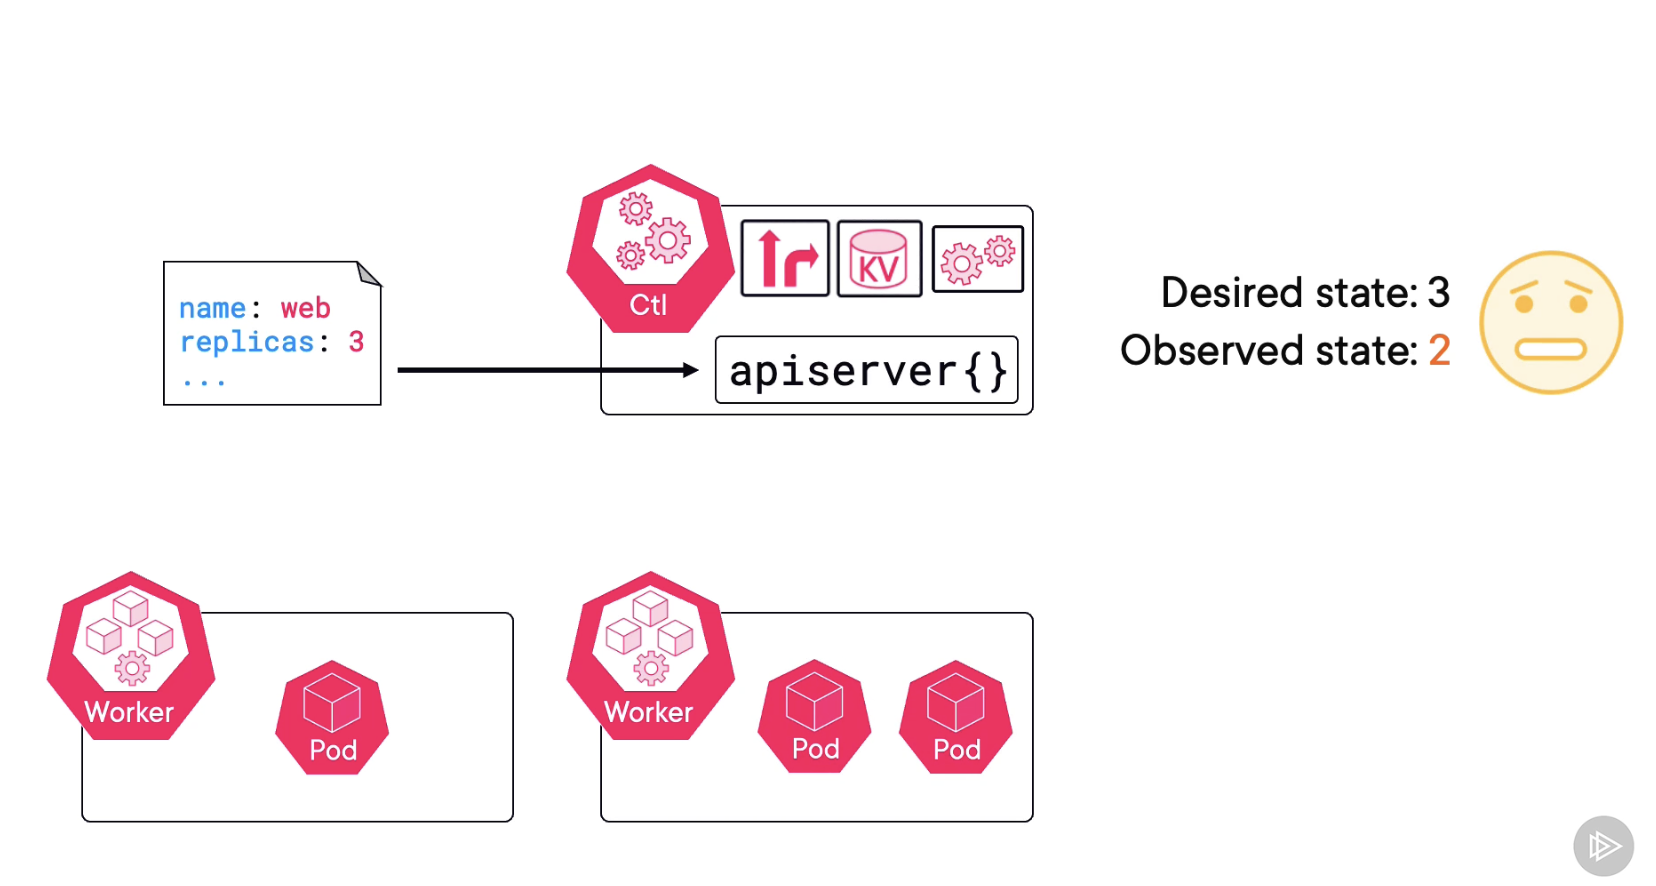 name: web
replicas: 3
...
Ctl
KV
apiserver{}
Desired state: 3
Observed state: 2
Worker
Pod
Worker
Pod
Pod